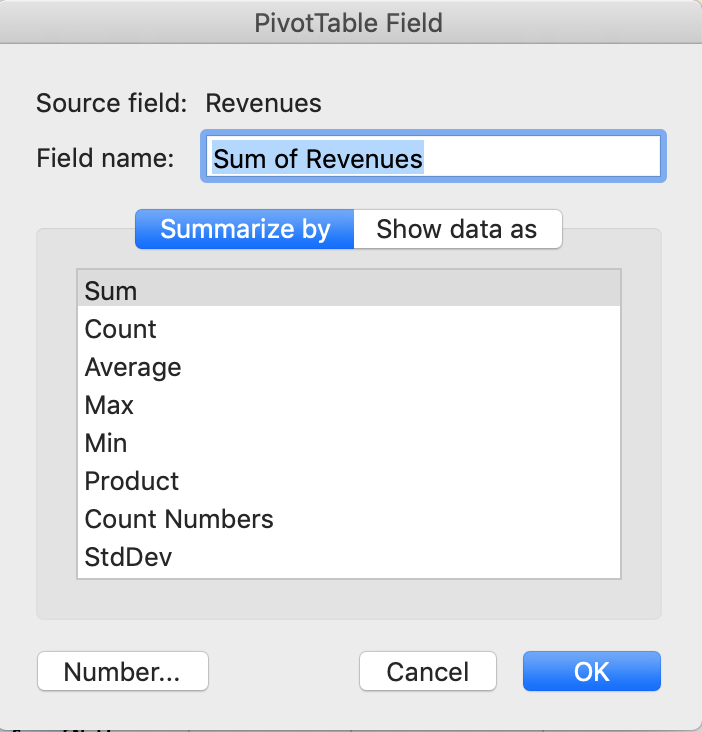 PivotTable Field
Source field: Revenues
Field name: Sum of Revenues
Summarize by Show data as
Sum
Count
Average
Max
Min
Product
Count Numbers
StdDev
Number... Cancel OK